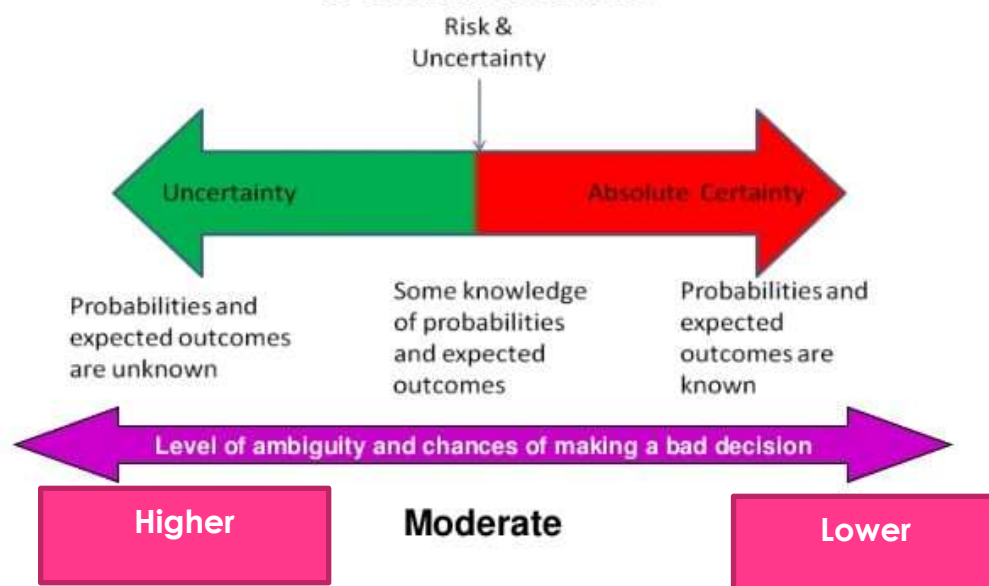 Risk &
Uncertainty
Uncertainty
Absolute Certainty
Probabilities and
expected outcomes
are unknown
Some knowledge
of probabilities
and expected
outcomes
Probabilities and
expected
outcomes are
known
Level of ambiguity and chances of making a bad decision
Higher
Moderate
Lower